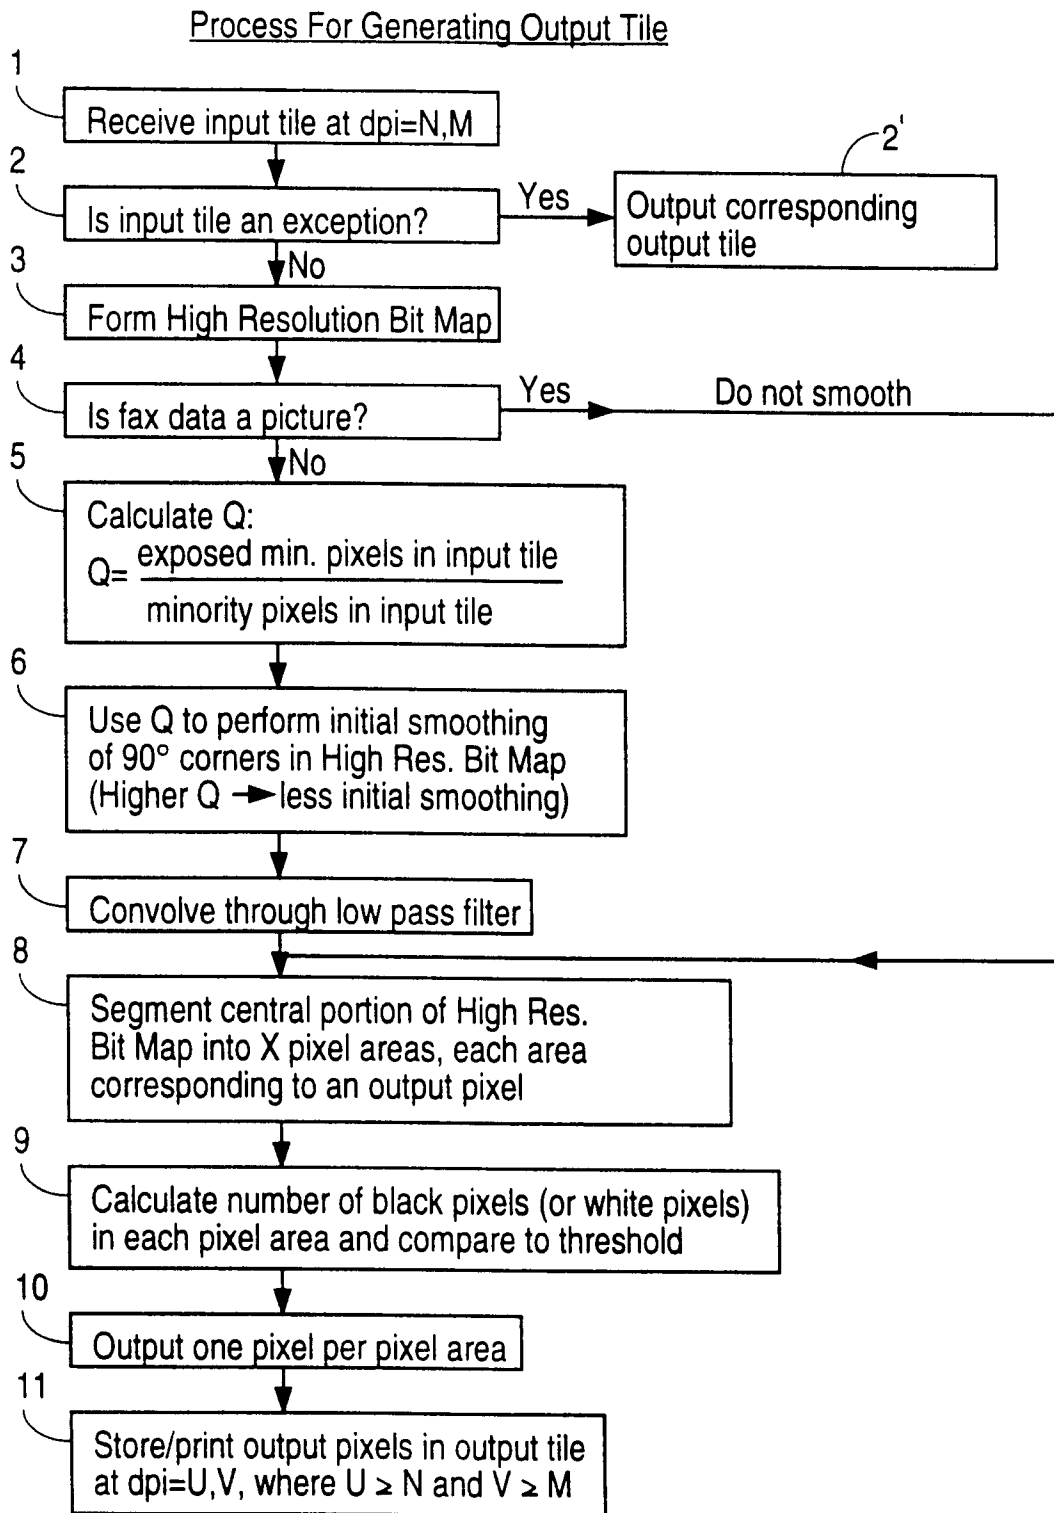 Process For Generating Output Tile
1
Receive input tile at dpi=N,M
2
Is input tile an exception?
Yes
2'
Output corresponding
output tile
No
3
Form High Resolution Bit Map
4
Is fax data a picture?
Yes
Do not smooth
No
5
Calculate Q:
Q= exposed min. pixels in input tile
minority pixels in input tile
6
Use Q to perform initial smoothing
of 90° corners in High Res. Bit Map
(Higher Q → less initial smoothing)
7
Convolve through low pass filter
8
Segment central portion of High Res.
Bit Map into X pixel areas, each area
corresponding to an output pixel
9
Calculate number of black pixels (or white pixels)
in each pixel area and compare to threshold
10
Output one pixel per pixel area
11
Store/print output pixels in output tile
at dpi=U,V, where U ≥ N and V ≥ M